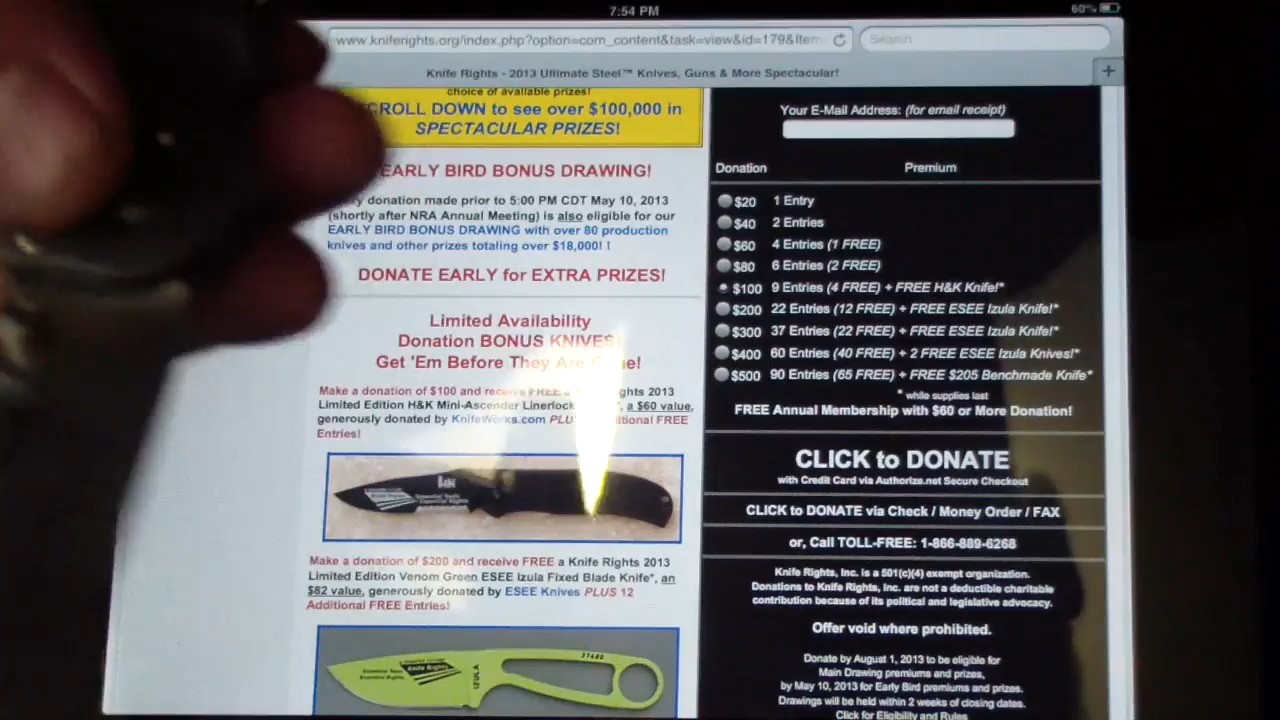 7:54 PM
60%
www.kniferights.org/index.php?option=com_content&task=view&id=179&Item
Search
Knife Rights - 2013 Ultimate Steel™ Knives, Guns & More Spectacular!
choice of available prizes!
CROLL DOWN to see over $100,000 in
SPECTACULAR PRIZES!
EARLY BIRD BONUS DRAWING!
donation made prior to 5:00 PM CDT May 10, 2013
(shortly after NRA Annual Meeting) is also eligible for our
EARLY BIRD BONUS DRAWING with over 80 production
knives and other prizes totaling over $18,000! !
DONATE EARLY for EXTRA PRIZES!
Limited Availability
Donation BONUS KNIVES!
Get 'Em Before They Are
Make a donation of $100 and receive FREE a Rights 2013
Limited Edition H&K Mini-Ascender Linerlock a $60 value,
generously donated by KnifeWorks.com FREE
Entries!
H&K
Knife Rights
Essential Tools
Essential Rights
Make a donation of $200 and receive FREE a Knife Rights 2013
Limited Edition Venom Green ESEE Izula Fixed Blade Knife*, an
$82 value, generously donated by ESEE Knives PLUS 12
Additional FREE Entries!
Knife Rights
Essential Tools
Essential Rights
IZULA
Your E-Mail Address: (for email receipt)
Donation Premium
$20 1 Entry
$40 2 Entries
$60 4 Entries (1 FREE)
$80 6 Entries (2 FREE)
$100 9 Entries (4 FREE) + FREE H&K Knife!*
$200 22 Entries (12 FREE) + FREE ESEE Izula Knife!*
$300 37 Entries (22 FREE) + FREE ESEE Izula Knife!*
$400 60 Entries (40 FREE) + 2 FREE ESEE Izula Knives!*
$500 90 Entries (65 FREE) + FREE $205 Benchmade Knife*
* while supplies last
FREE Annual Membership with $60 or More Donation!
CLICK to DONATE
with Credit Card via Authorize.net Secure Checkout
CLICK to DONATE via Check / Money Order / FAX
or, Call TOLL-FREE: 1-866-889-6268
Knife Rights, Inc. is a 501(c)(4) exempt organization.
Donations to Knife Rights, Inc. are not a deductible charitable
contribution because of its political and legislative advocacy.
Offer void where prohibited.
Donate by August 1, 2013 to be eligible for
Main Drawing premiums and prizes,
by May 10, 2013 for Early Bird premiums and prizes.
Drawings will be held within 2 weeks of closing dates.
Click for Eligibility and Rules